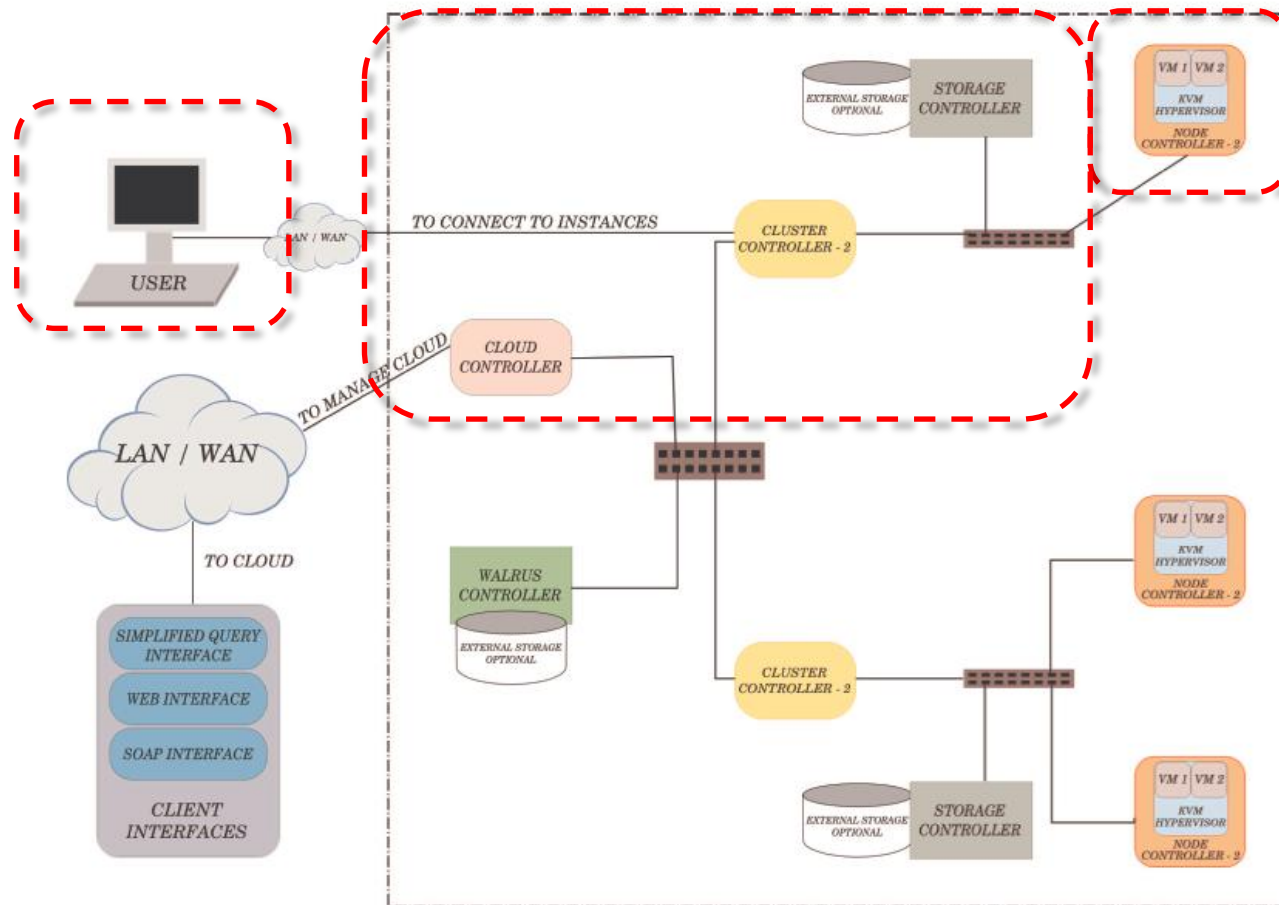 VM 1 VM 2
KVM
HYPERVISOR
NODE
CONTROLLER - 2
EXTERNAL STORAGE
OPTIONAL
STORAGE
CONTROLLER
LAN / WAN
TO CONNECT TO INSTANCES
CLUSTER
CONTROLLER - 2
USER
CLOUD
CONTROLLER
TO MANAGE CLOUD
LAN / WAN
TO CLOUD
WALRUS
CONTROLLER
EXTERNAL STORAGE
OPTIONAL
VM 1 VM 2
KVM
HYPERVISOR
NODE
CONTROLLER - 2
SIMPLIFIED QUERY
INTERFACE
WEB INTERFACE
SOAP INTERFACE
CLIENT
INTERFACES
CLUSTER
CONTROLLER - 2
EXTERNAL STORAGE
OPTIONAL
STORAGE
CONTROLLER
VM 1 VM 2
KVM
HYPERVISOR
NODE
CONTROLLER - 2